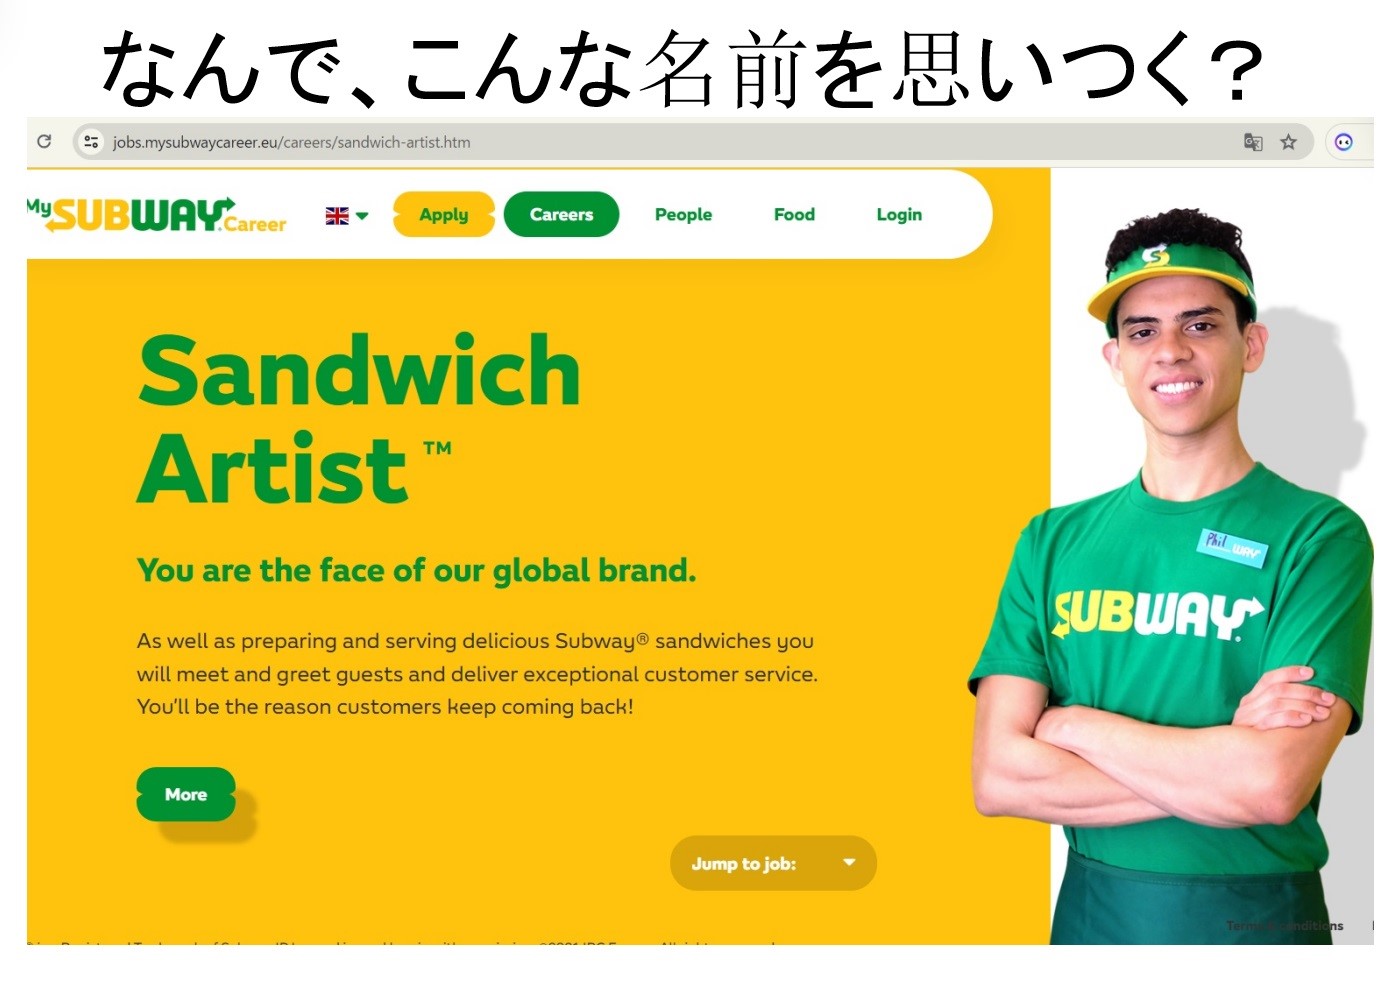 なんで、こんな名前を思いつく？
jobs.mysubwaycareer.eu/careers/sandwich-artist.htm
My SUBWAY Career
Apply
Careers
People
Food
Login
Sandwich
Artist ™
You are the face of our global brand.
As well as preparing and serving delicious Subway® sandwiches you
will meet and greet guests and deliver exceptional customer service.
You'll be the reason customers keep coming back!
More
Jump to job:
Phil
WAY
SUBWAY